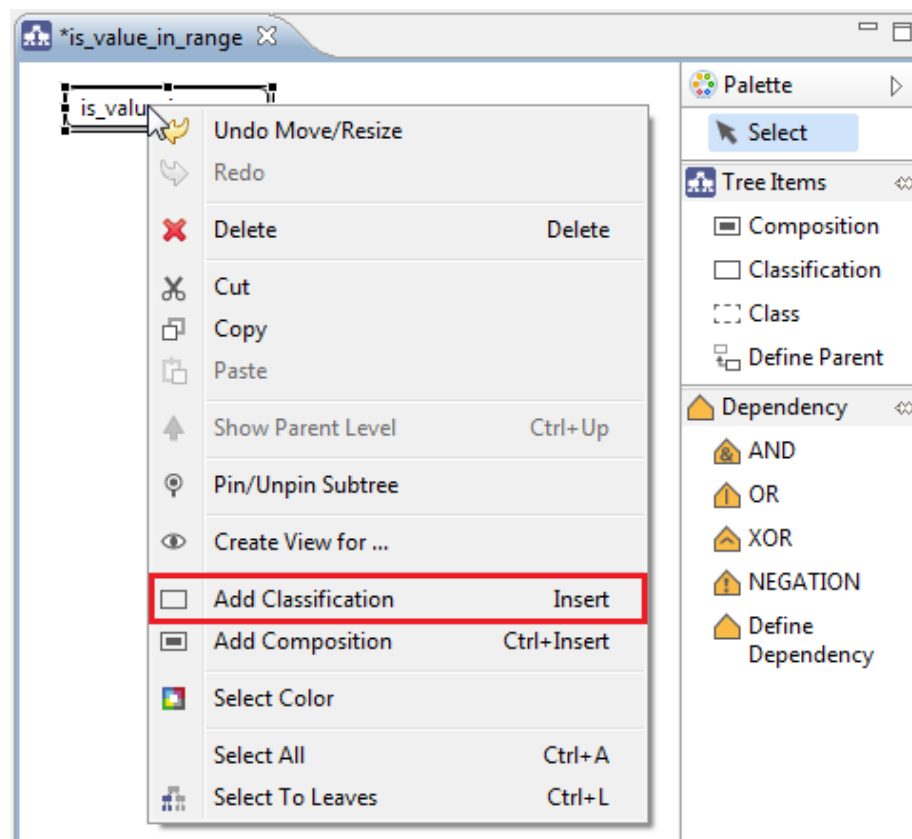 *is_value_in_range
is_valu
Undo Move/Resize
Redo
Delete Delete
Cut
Copy
Paste
Show Parent Level Ctrl+Up
Pin/Unpin Subtree
Create View for ...
Add Classification Insert
Add Composition Ctrl+Insert
Select Color
Select All Ctrl+A
Select To Leaves Ctrl+L
Palette
Select
Tree Items
Composition
Classification
Class
Define Parent
Dependency
&
AND
OR
XOR
!
NEGATION
Define
Dependency